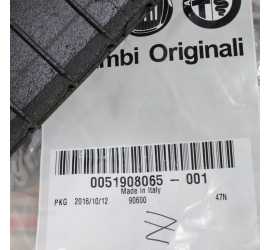 mbi Originali
0051908065 - 001
Made in Italy
PKG 2016/10/12 90600 47N